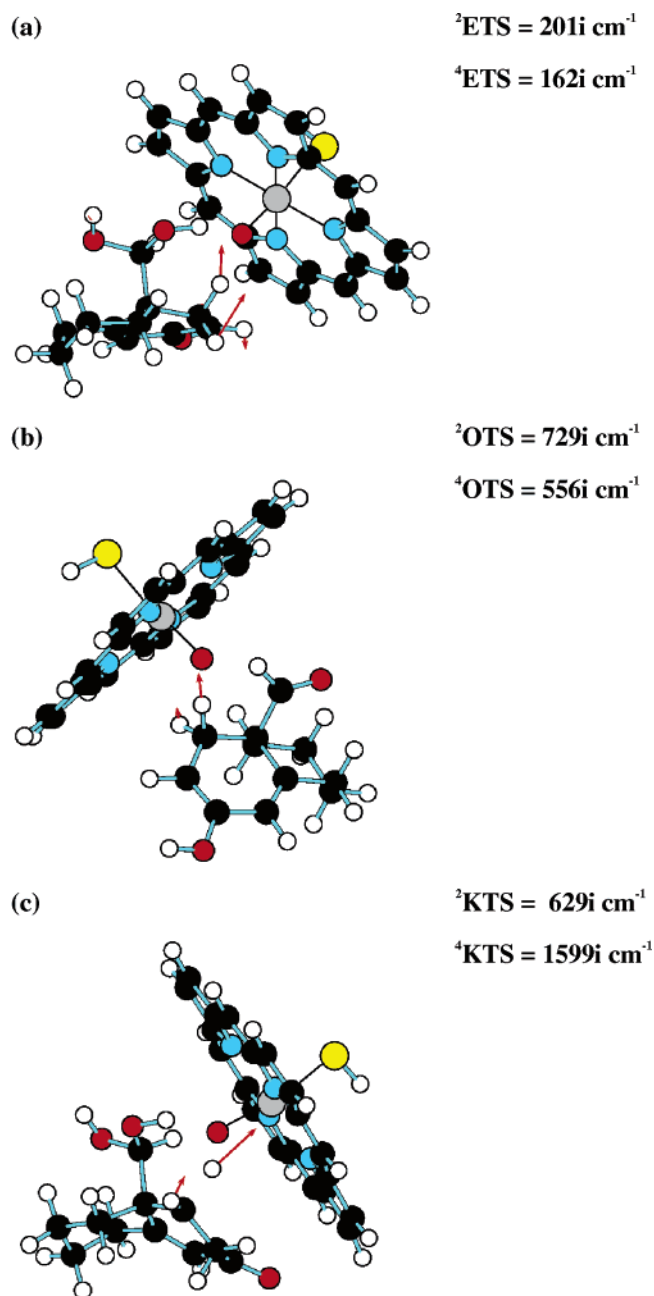 (a)
²ETS = 201i cm⁻¹
⁴ETS = 162i cm⁻¹
(b)
²OTS = 729i cm⁻¹
⁴OTS = 556i cm⁻¹
(c)
²KTS = 629i cm⁻¹
⁴KTS = 1599i cm⁻¹